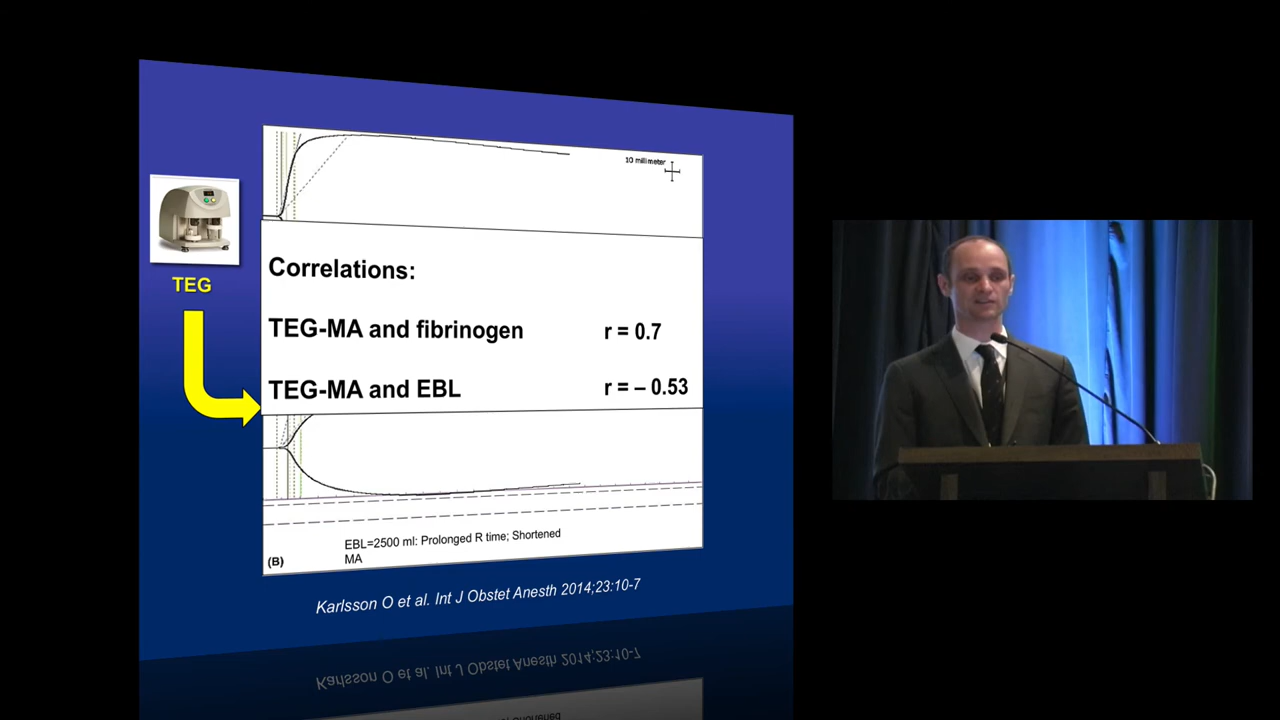 10 millimeter
TEG
Correlations:
TEG-MA and fibrinogen r = 0.7
TEG-MA and EBL r = – 0.53
EBL=2500 ml: Prolonged R time; Shortened
MA
(B)
Karlsson O et al. Int J Obstet Anesth 2014;23:10-7